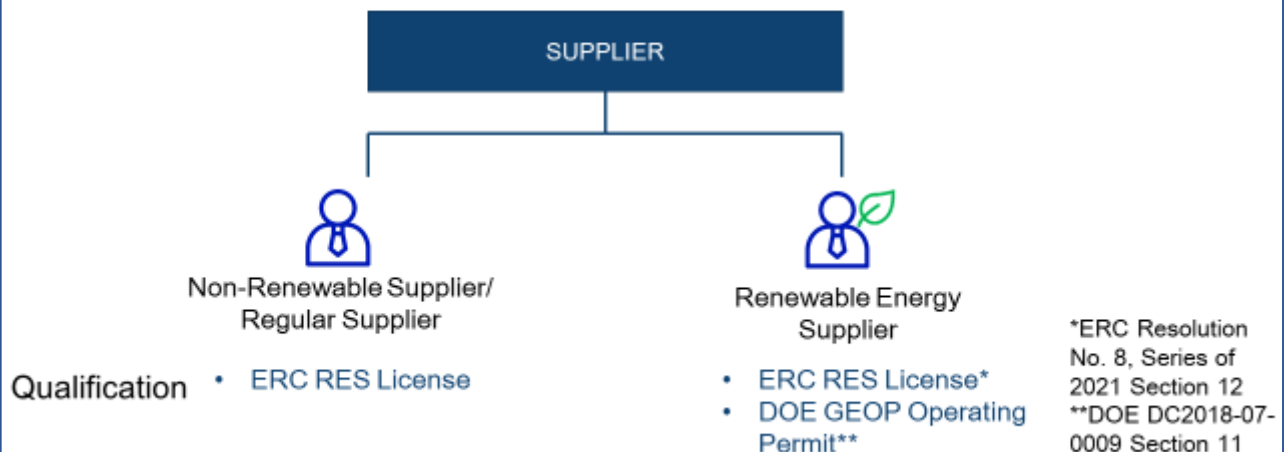 SUPPLIER
Non-Renewable Supplier/
Regular Supplier
Renewable Energy
Supplier
Qualification
• ERC RES License
• ERC RES License*
• DOE GEOP Operating
Permit**
*ERC Resolution
No. 8, Series of
2021 Section 12
**DOE DC2018-07-
0009 Section 11